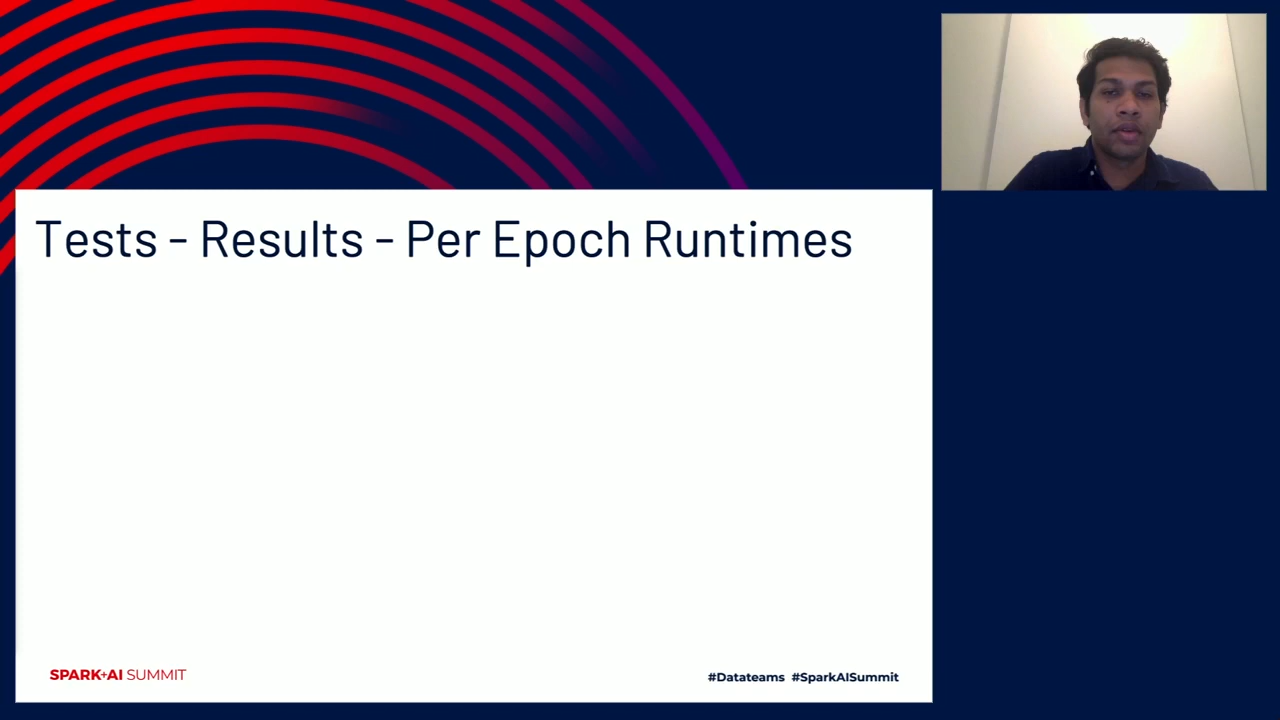 Tests - Results - Per Epoch Runtimes
SPARK+AI SUMMIT
#Datateams #SparkAISummit